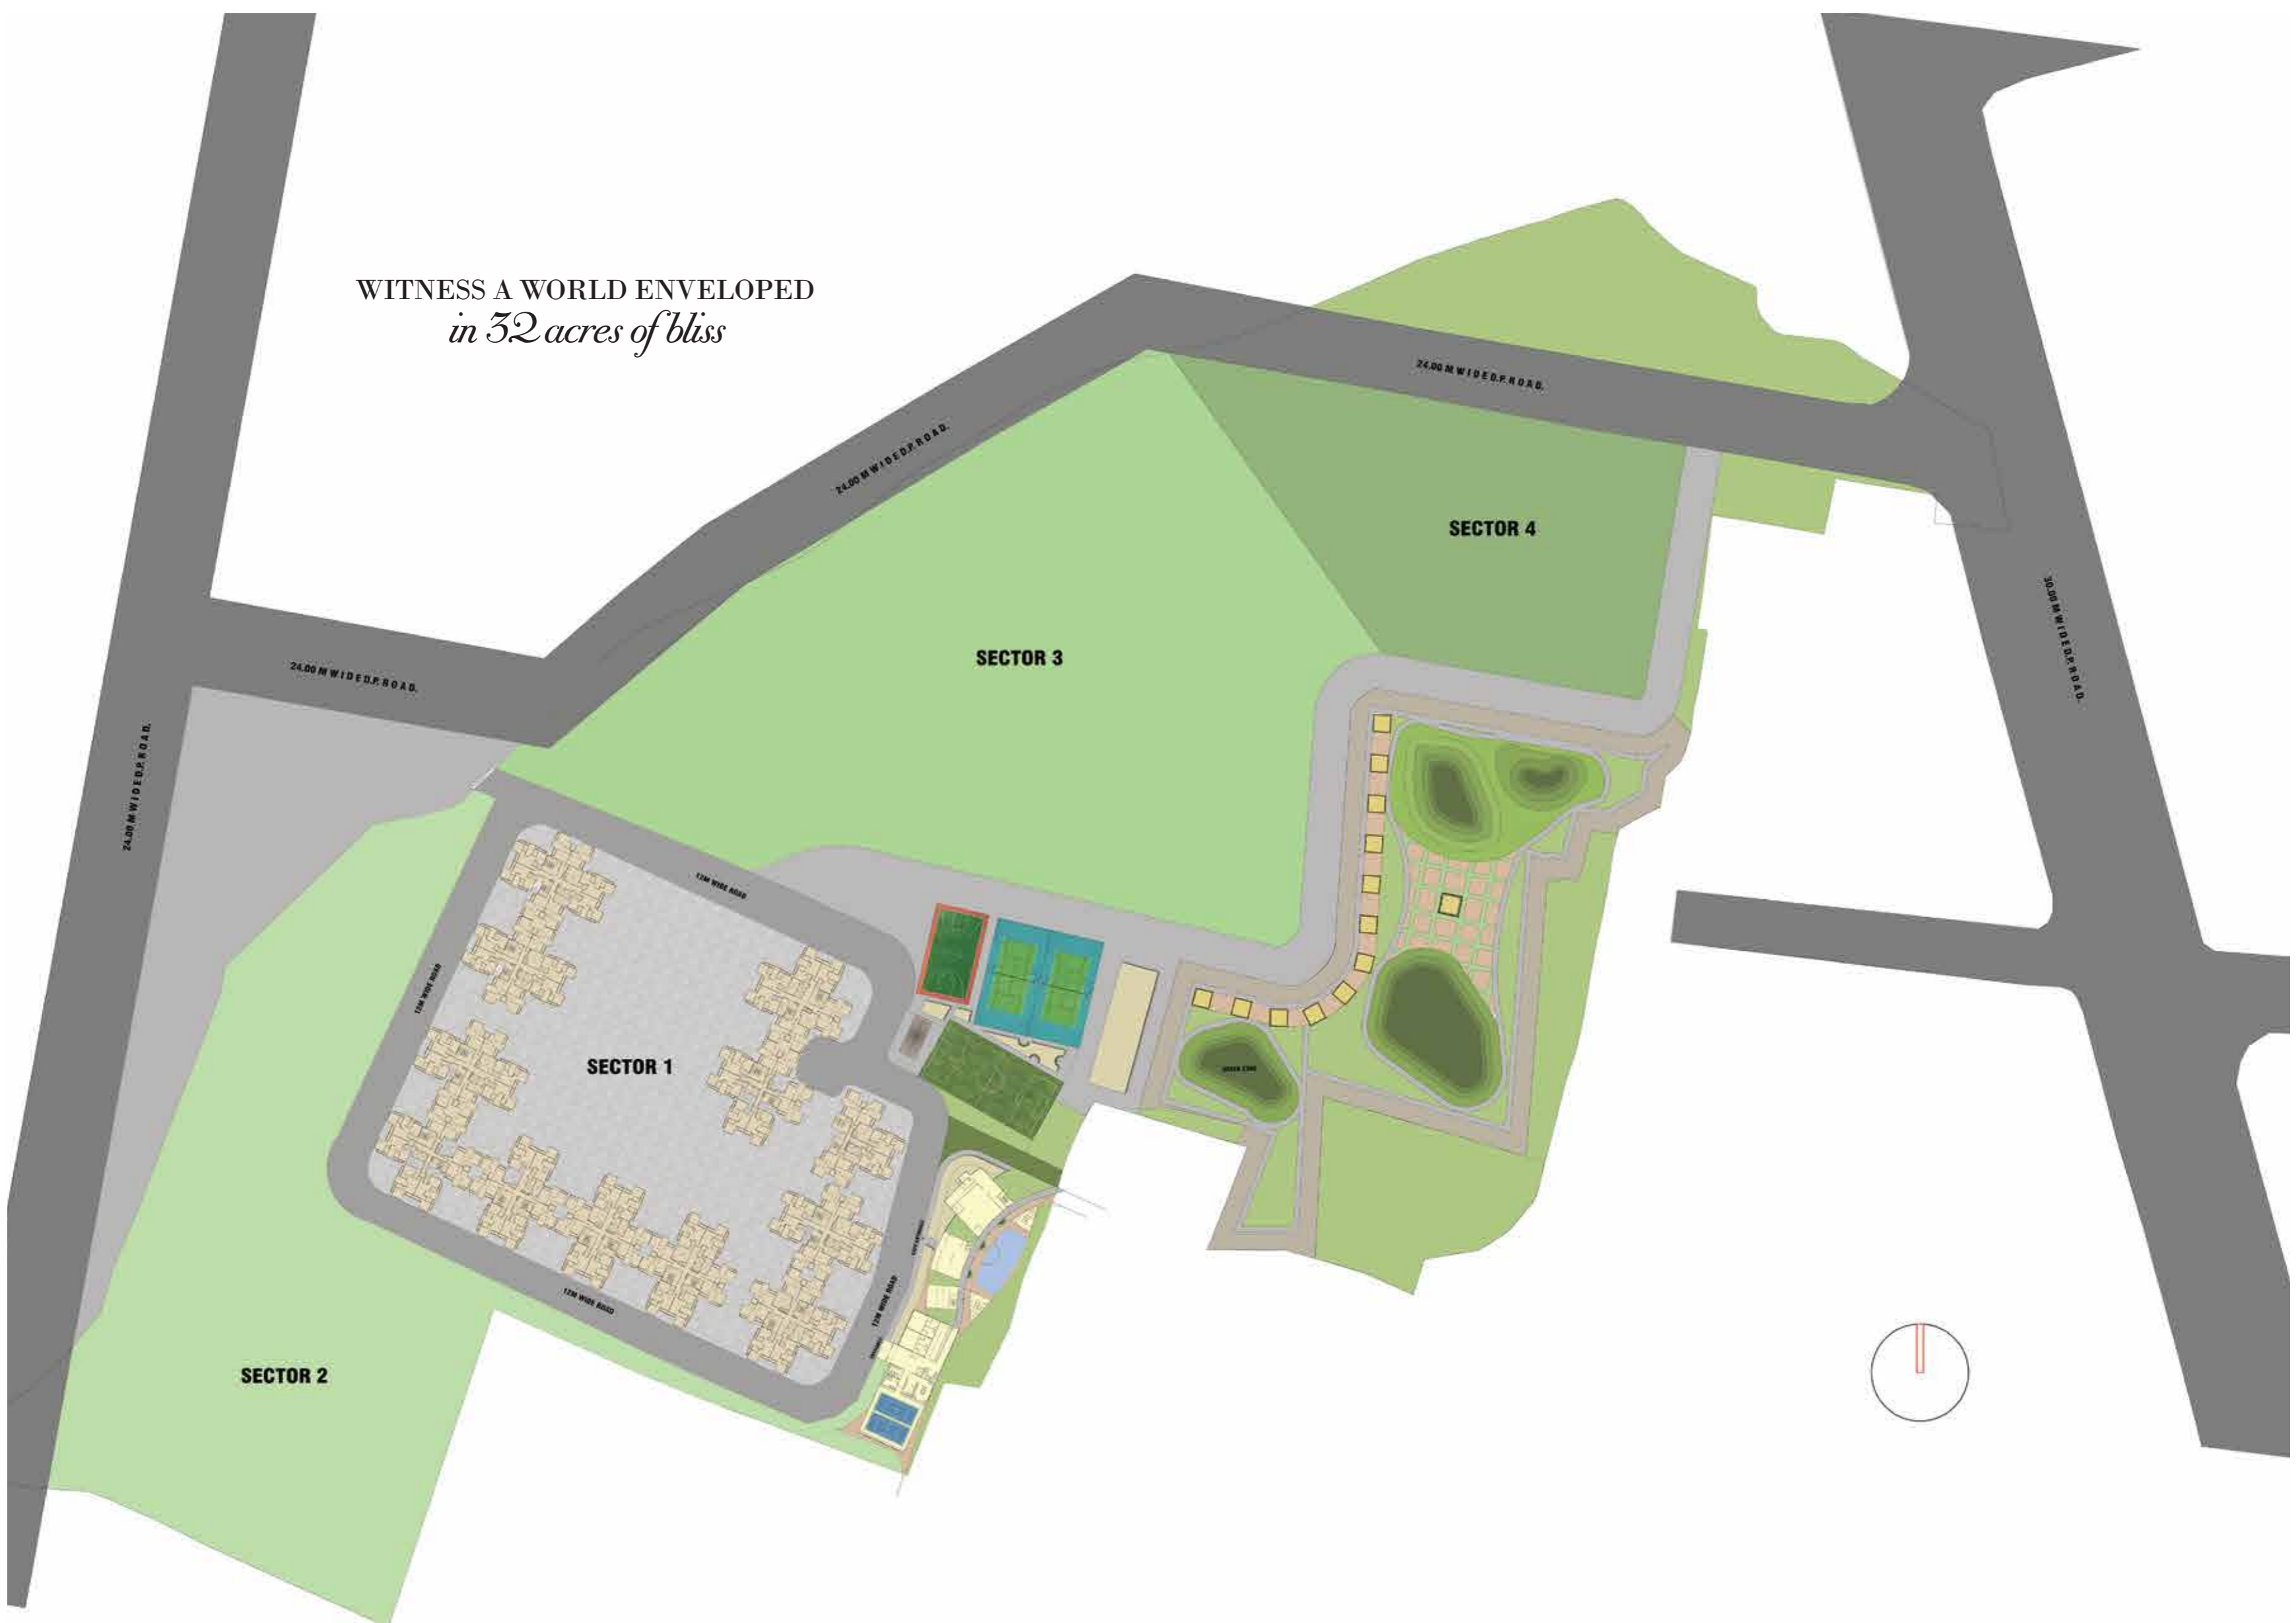 WITNESS A WORLD ENVELOPED
in 32 acres of bliss
24.00 M WIDE D.P. ROAD.
24.00 M WIDE D.P. ROAD.
SECTOR 4
30.00 M WIDE D.P. ROAD.
SECTOR 3
24.00 M WIDE D.P. ROAD.
24.00 M WIDE D.P. ROAD.
12M WIDE ROAD
12M WIDE ROAD
SECTOR 1
12M WIDE ROAD
12M WIDE ROAD
SECTOR 2